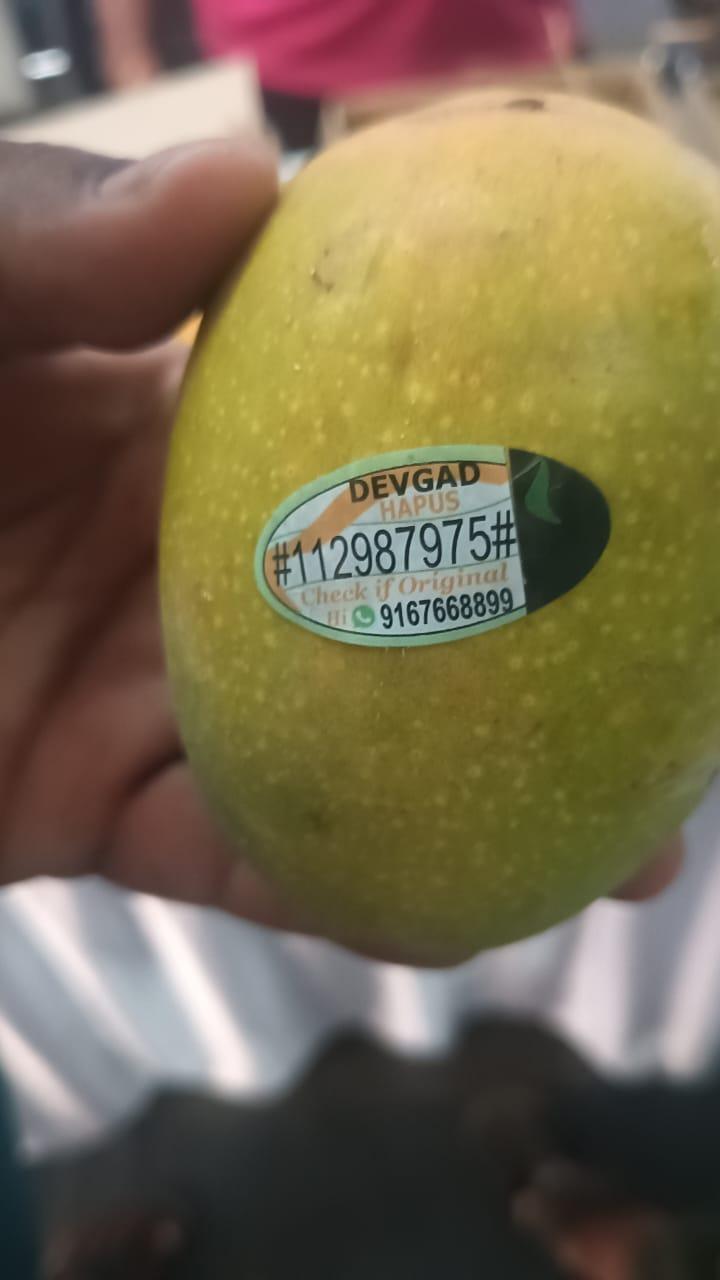 DEVGAD
HAPUS
#112987975#
Check if Original
Hi 9167668899